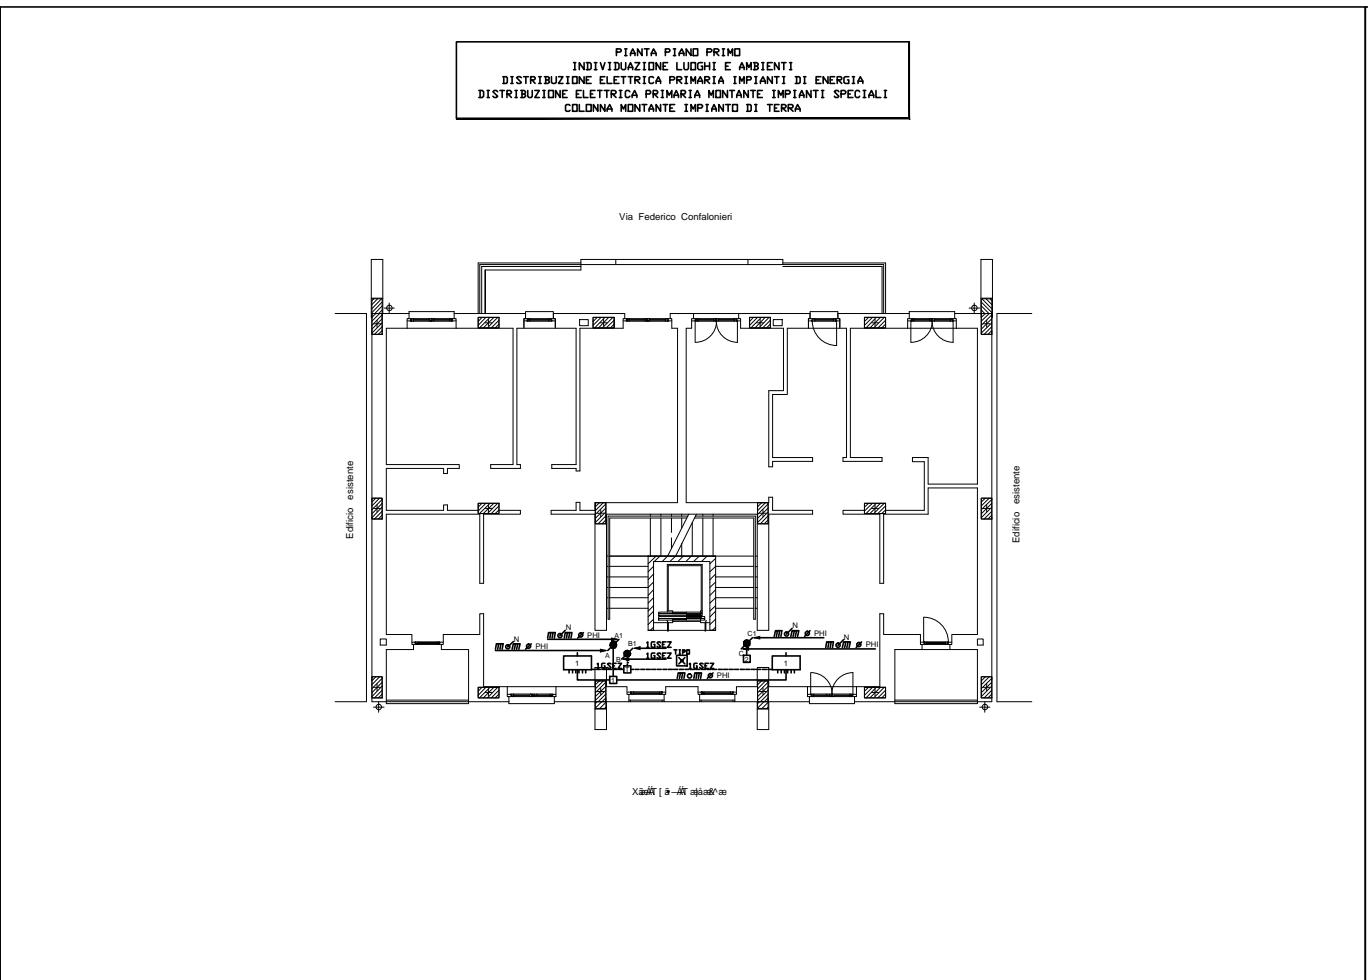 PIANTA PIANO PRIMO
INDIVIDUAZIONE LUOGHI E AMBIENTI
DISTRIBUZIONE ELETTRICA PRIMARIA IMPIANTI DI ENERGIA
DISTRIBUZIONE ELETTRICA PRIMARIA MONTANTE IMPIANTI SPECIALI
COLONNA MONTANTE IMPIANTO DI TERRA
Via Federico Confalonieri
Edificio esistente
Edificio esistente
N
PHI
A1
N
PHI
A
B1
1GSEZ
B
1GSEZ
TIPO
C1
N
PHI
N
PHI
C
1
1GSEZ
1GSEZ
1
PHI